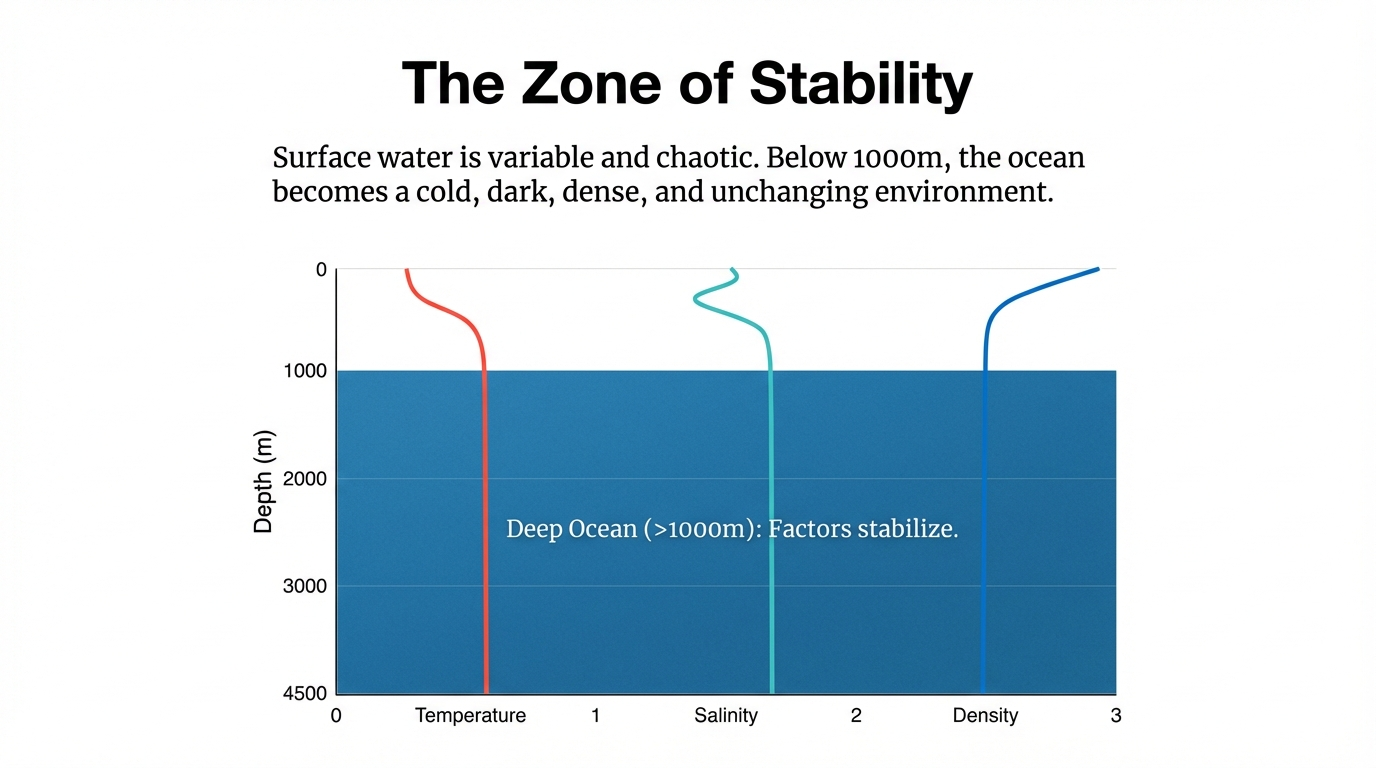 The Zone of Stability
Surface water is variable and chaotic. Below 1000m, the ocean
becomes a cold, dark, dense, and unchanging environment.
0
1000
2000
3000
4500
Depth (m)
Deep Ocean (>1000m): Factors stabilize.
0 Temperature 1 Salinity 2 Density 3